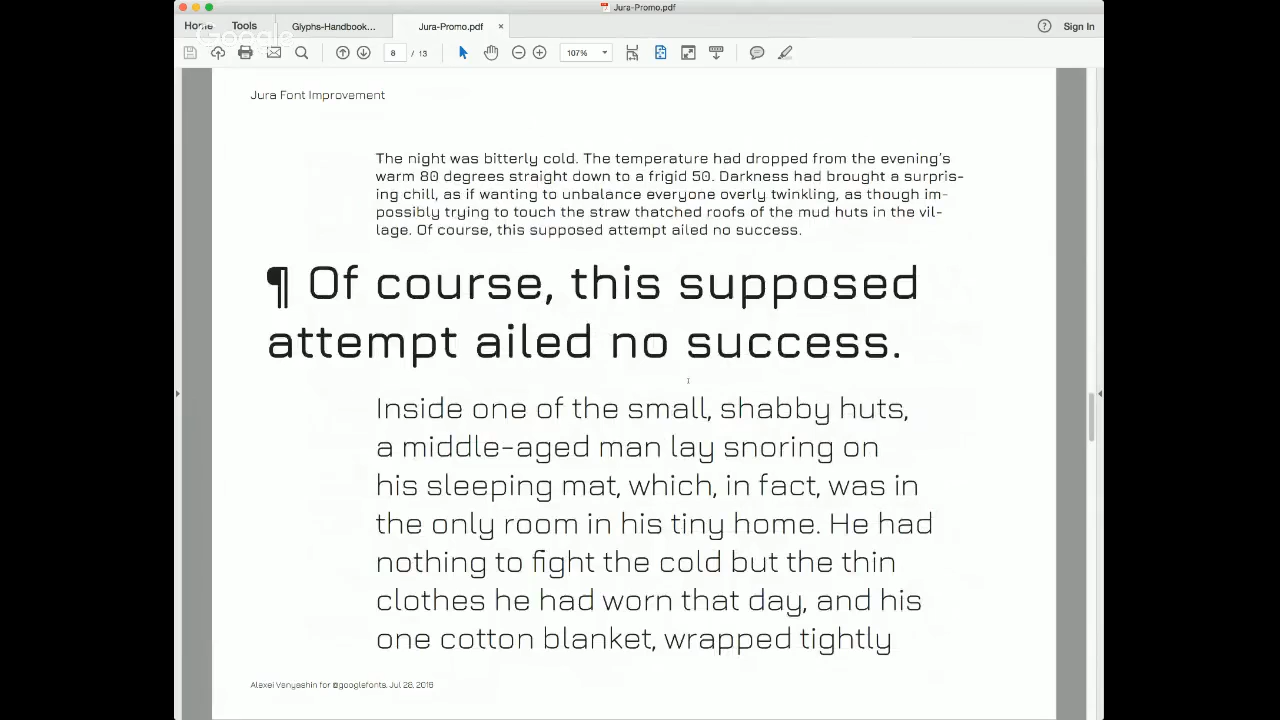 Jura-Promo.pdf
Home Tools Glyphs-Handbook... Jura-Promo.pdf × ? Sign In
Google
8 / 13 107%
Jura Font Improvement
The night was bitterly cold. The temperature had dropped from the evening's
warm 80 degrees straight down to a frigid 50. Darkness had brought a surpris-
ing chill, as if wanting to unbalance everyone overly twinkling, as though im-
possibly trying to touch the straw thatched roofs of the mud huts in the vil-
lage. Of course, this supposed attempt ailed no success.
¶ Of course, this supposed
attempt ailed no success.
Inside one of the small, shabby huts,
a middle-aged man lay snoring on
his sleeping mat, which, in fact, was in
the only room in his tiny home. He had
nothing to fight the cold but the thin
clothes he had worn that day, and his
one cotton blanket, wrapped tightly
Alexei Vanyashin for @googlefonts. Jul 28, 2016